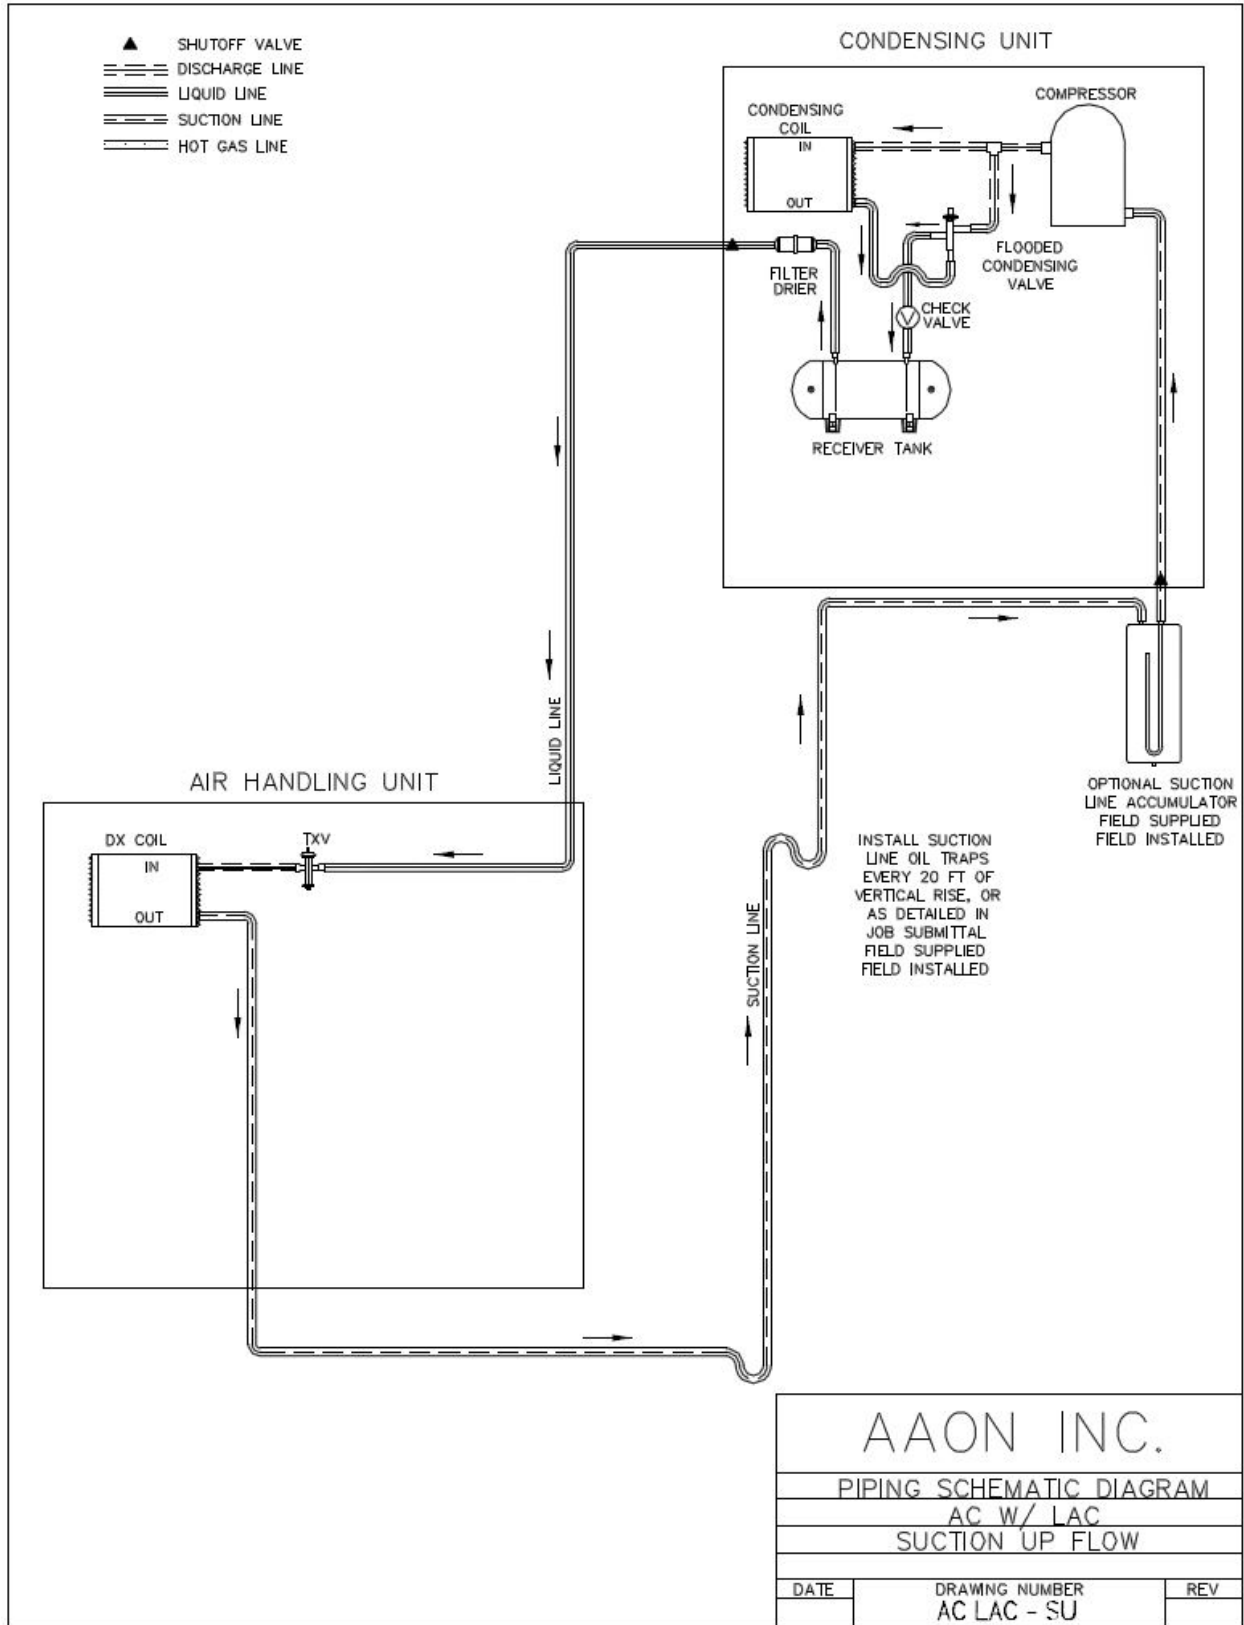 SHUTOFF VALVE
DISCHARGE LINE
LIQUID LINE
SUCTION LINE
HOT GAS LINE
CONDENSING UNIT
COMPRESSOR
CONDENSING
COIL
IN
OUT
FLOODED
CONDENSING
VALVE
FILTER
DRIER
CHECK
VALVE
V
RECEIVER TANK
LIQUID LINE
OPTIONAL SUCTION
LINE ACCUMULATOR
FIELD SUPPLIED
FIELD INSTALLED
AIR HANDLING UNIT
DX COIL
TXV
IN
OUT
INSTALL SUCTION
LINE OIL TRAPS
EVERY 20 FT OF
VERTICAL RISE, OR
AS DETAILED IN
JOB SUBMITTAL
FIELD SUPPLIED
FIELD INSTALLED
SUCTION LINE
AAON INC.
PIPING SCHEMATIC DIAGRAM
AC W/ LAC
SUCTION UP FLOW
DATE
DRAWING NUMBER
REV
AC LAC - SU